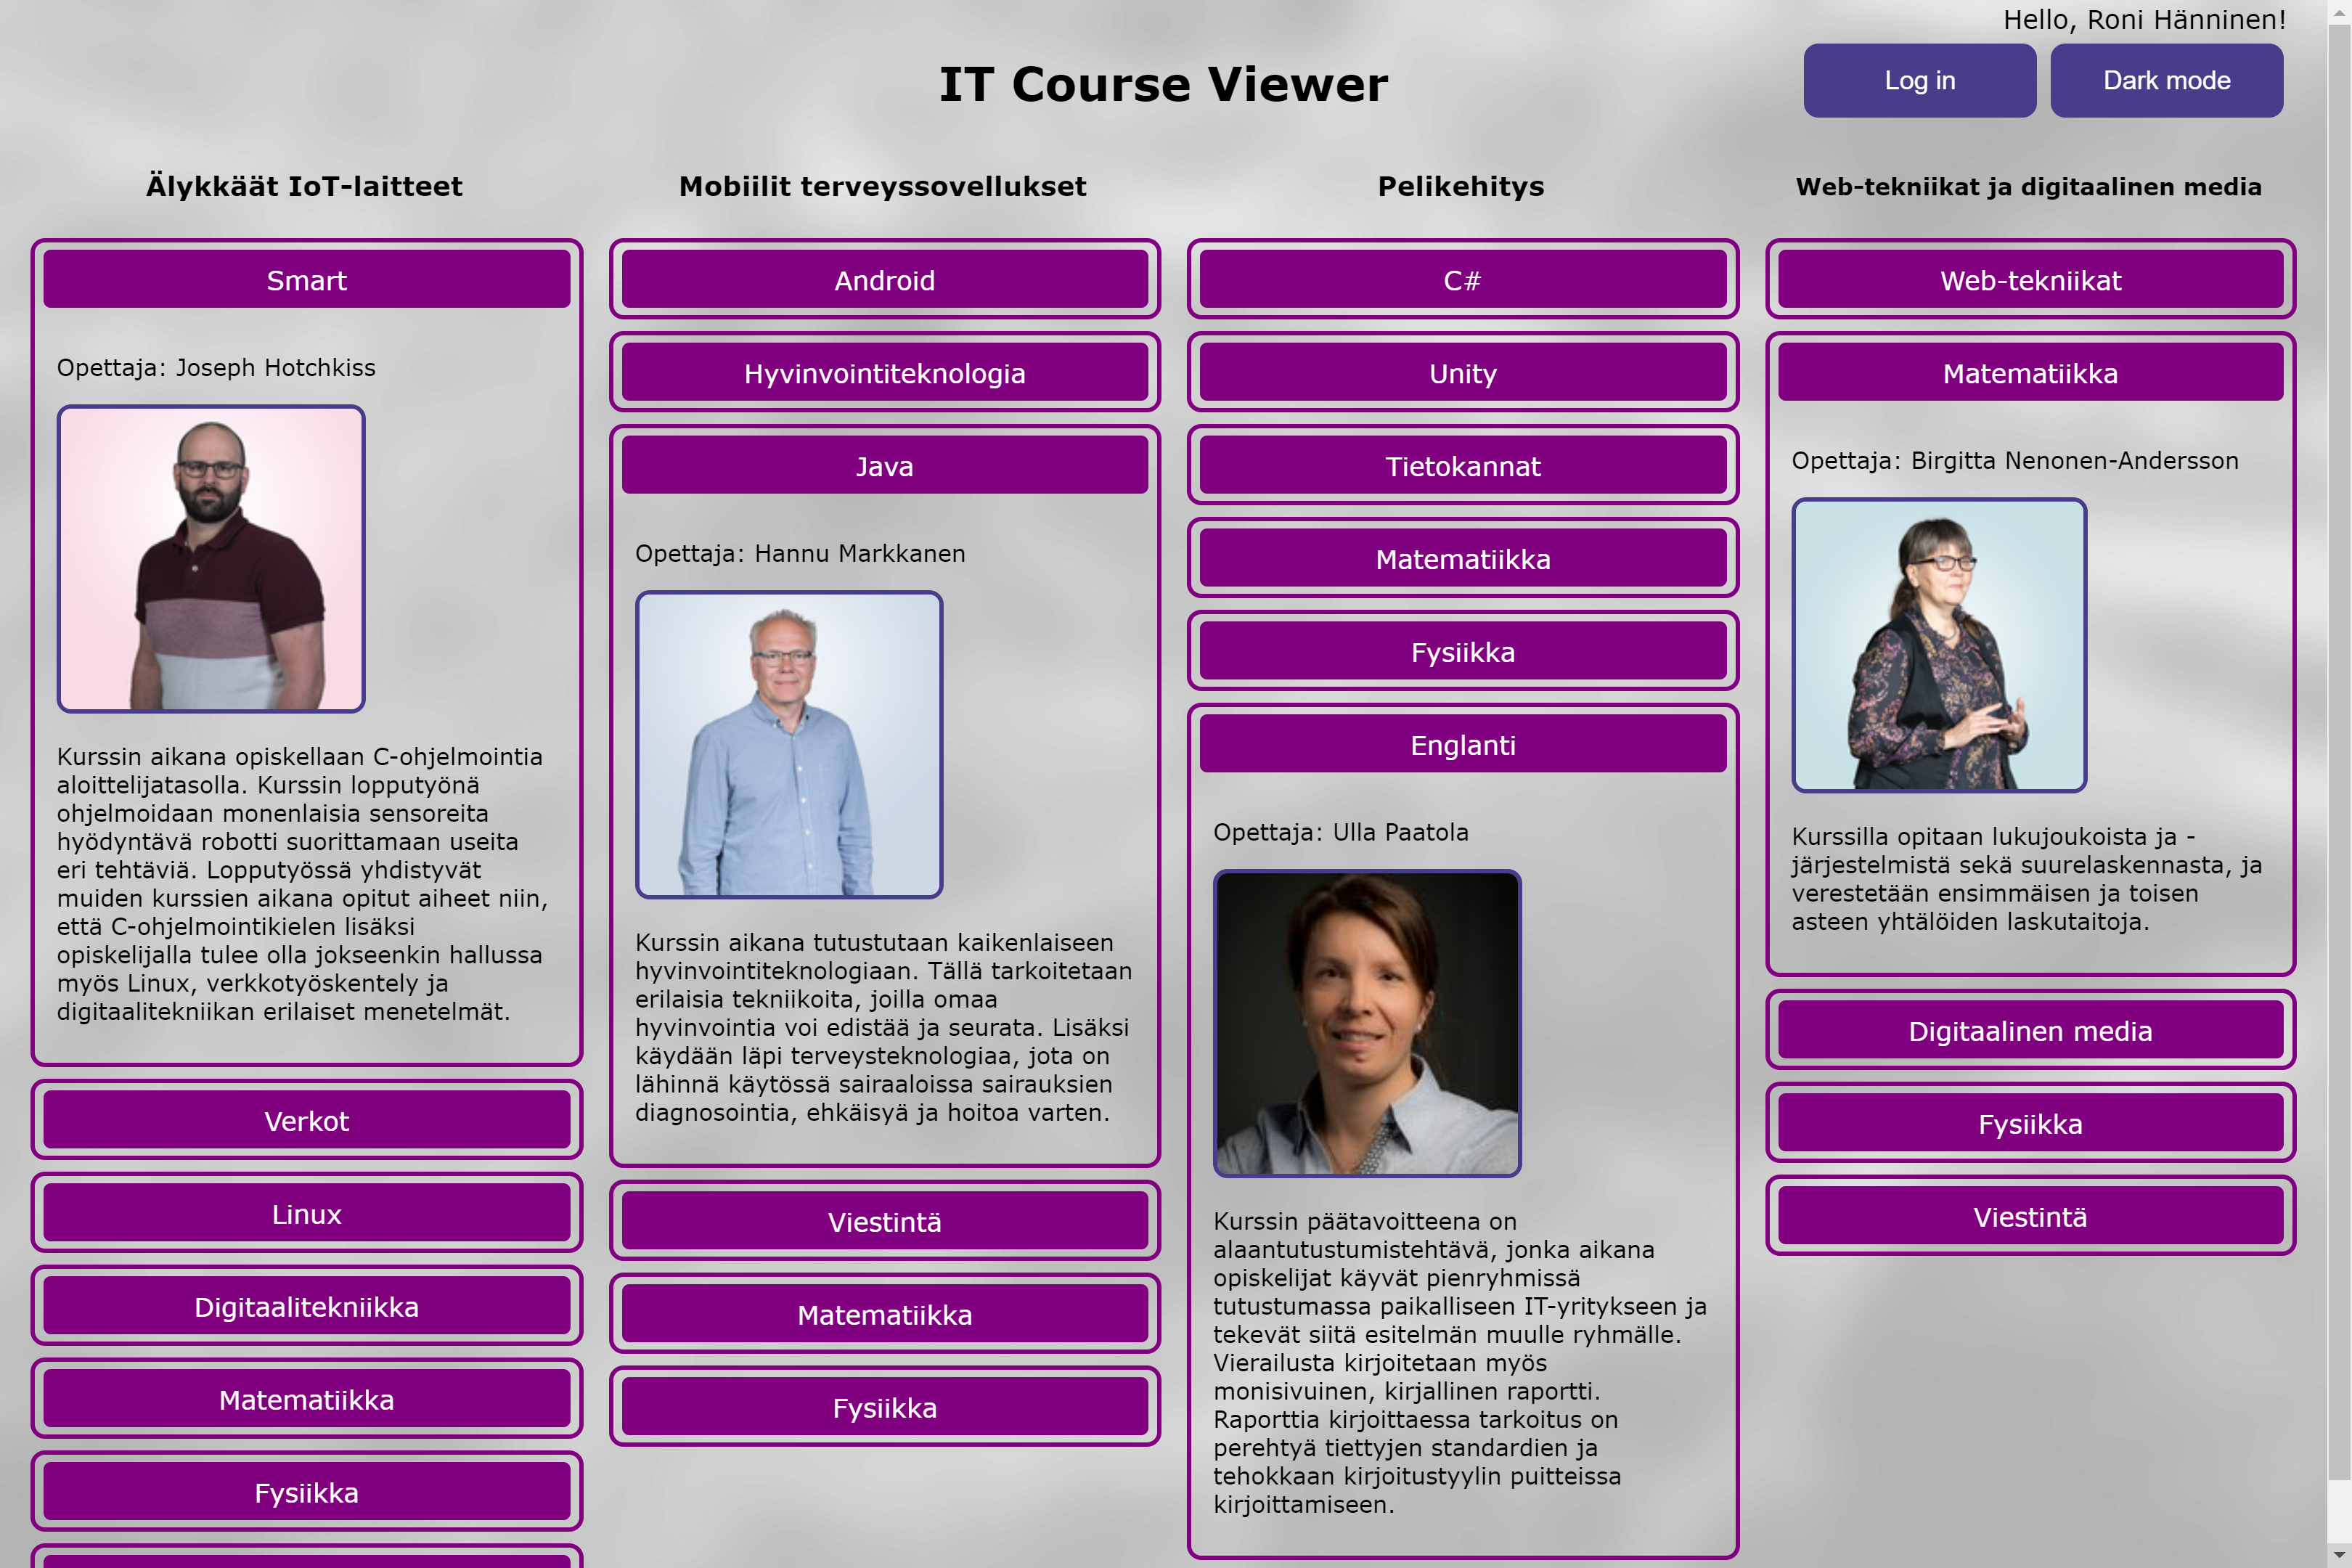 Hello, Roni Hänninen!
IT Course Viewer
Log in
Dark mode
Älykkäät IoT-laitteet
Smart
Opettaja: Joseph Hotchkiss
Kurssin aikana opiskellaan C-ohjelmointia
aloittelijatasolla. Kurssin lopputyönä
ohjelmoidaan monenlaisia sensoreita
hyödyntävä robotti suorittamaan useita
eri tehtäviä. Lopputyössä yhdistyvät
muiden kurssien aikana opitut aiheet niin,
että C-ohjelmointikielen lisäksi
opiskelijalla tulee olla jokseenkin hallussa
myös Linux, verkkotyöskentely ja
digitaalitekniikan erilaiset menetelmät.
Verkot
Linux
Digitaalitekniikka
Matematiikka
Fysiikka
Mobiilit terveyssovellukset
Android
Hyvinvointiteknologia
Java
Opettaja: Hannu Markkanen
Kurssin aikana tutustutaan kaikenlaiseen
hyvinvointiteknologiaan. Tällä tarkoitetaan
erilaisia tekniikoita, joilla omaa
hyvinvointia voi edistää ja seurata. Lisäksi
käydään läpi terveysteknologiaa, jota on
lähinnä käytössä sairaaloissa sairauksien
diagnosointia, ehkäisyä ja hoitoa varten.
Viestintä
Matematiikka
Fysiikka
Pelikehitys
C#
Unity
Tietokannat
Matematiikka
Fysiikka
Englanti
Opettaja: Ulla Paatola
Kurssin päätavoitteena on
alaantutustumistehtävä, jonka aikana
opiskelijat käyvät pienryhmissä
tutustumassa paikalliseen IT-yritykseen ja
tekevät siitä esitelmän muulle ryhmälle.
Vierailusta kirjoitetaan myös
monisivuinen, kirjallinen raportti.
Raporttia kirjoittaessa tarkoitus on
perehtyä tiettyjen standardien ja
tehokkaan kirjoitustyylin puitteissa
kirjoittamiseen.
Web-tekniikat ja digitaalinen media
Web-tekniikat
Matematiikka
Opettaja: Birgitta Nenonen-Andersson
Kurssilla opitaan lukujoukoista ja -
järjestelmistä sekä suurelaskennasta, ja
verestetään ensimmäisen ja toisen
asteen yhtälöiden laskutaitoja.
Digitaalinen media
Fysiikka
Viestintä